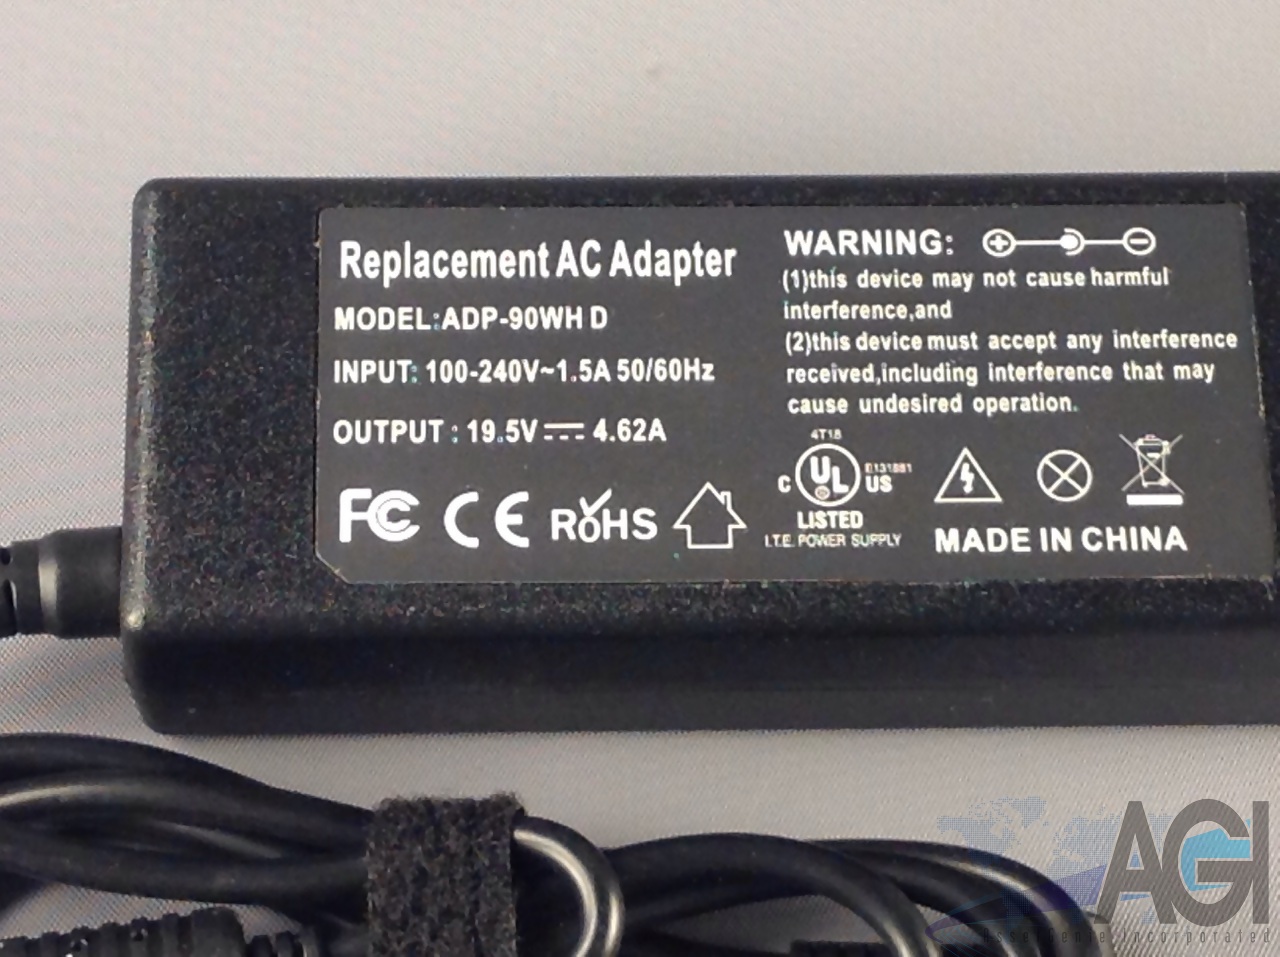 Replacement AC Adapter
MODEL:ADP-90WH D
INPUT: 100-240V~1.5A 50/60Hz
OUTPUT : 19.5V 4.62A
FC CE RoHS
WARNING:
(1)this device may not cause harmful
interference,and
(2)this device must accept any interference
received,including interference that may
cause undesired operation.
4T18
C UL US
E131881
LISTED
I.T.E. POWER SUPPLY
MADE IN CHINA
AGI
Incorporated